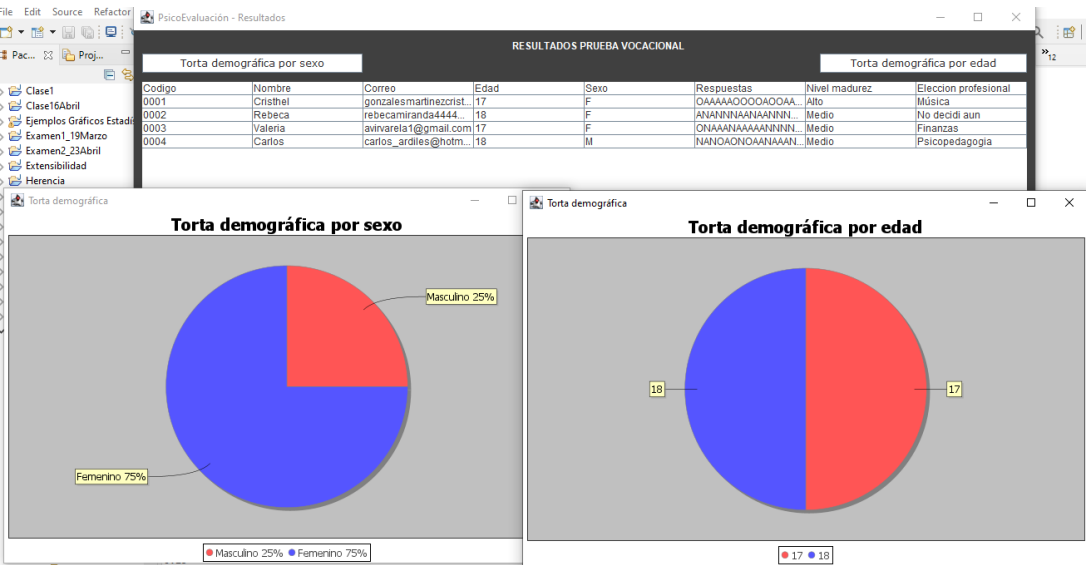 File Edit Source Refactor
PsicoEvaluación - Resultados
Pac... Proj...
12
Clase1
Clase16Abril
Ejemplos Gráficos Estadí
Examen1_19Marzo
Examen2_23Abril
Extensibilidad
Herencia
RESULTADOS PRUEBA VOCACIONAL
Torta demográfica por sexo Torta demográfica por edad
Codigo Nombre Correo Edad Sexo Respuestas Nivel madurez Eleccion profesional
0001 Cristhel gonzalesmartinezcrist... 17 F OAAAAAOOOOAOOAA... Alto Música
0002 Rebeca rebecamiranda4444... 18 F ANANNNAANAANNN... Medio No decidi aun
0003 Valeria avirvarela1@gmail.com 17 F ONAAANAAAAANNNN... Medio Finanzas
0004 Carlos carlos_ardiles@hotm... 18 M NANOAONOAANAAAN... Medio Psicopedagogia
Torta demográfica
Torta demográfica por sexo
Masculino 25%
Femenino 75%
Masculino 25% Femenino 75%
Torta demográfica
Torta demográfica por edad
18
17
17 18